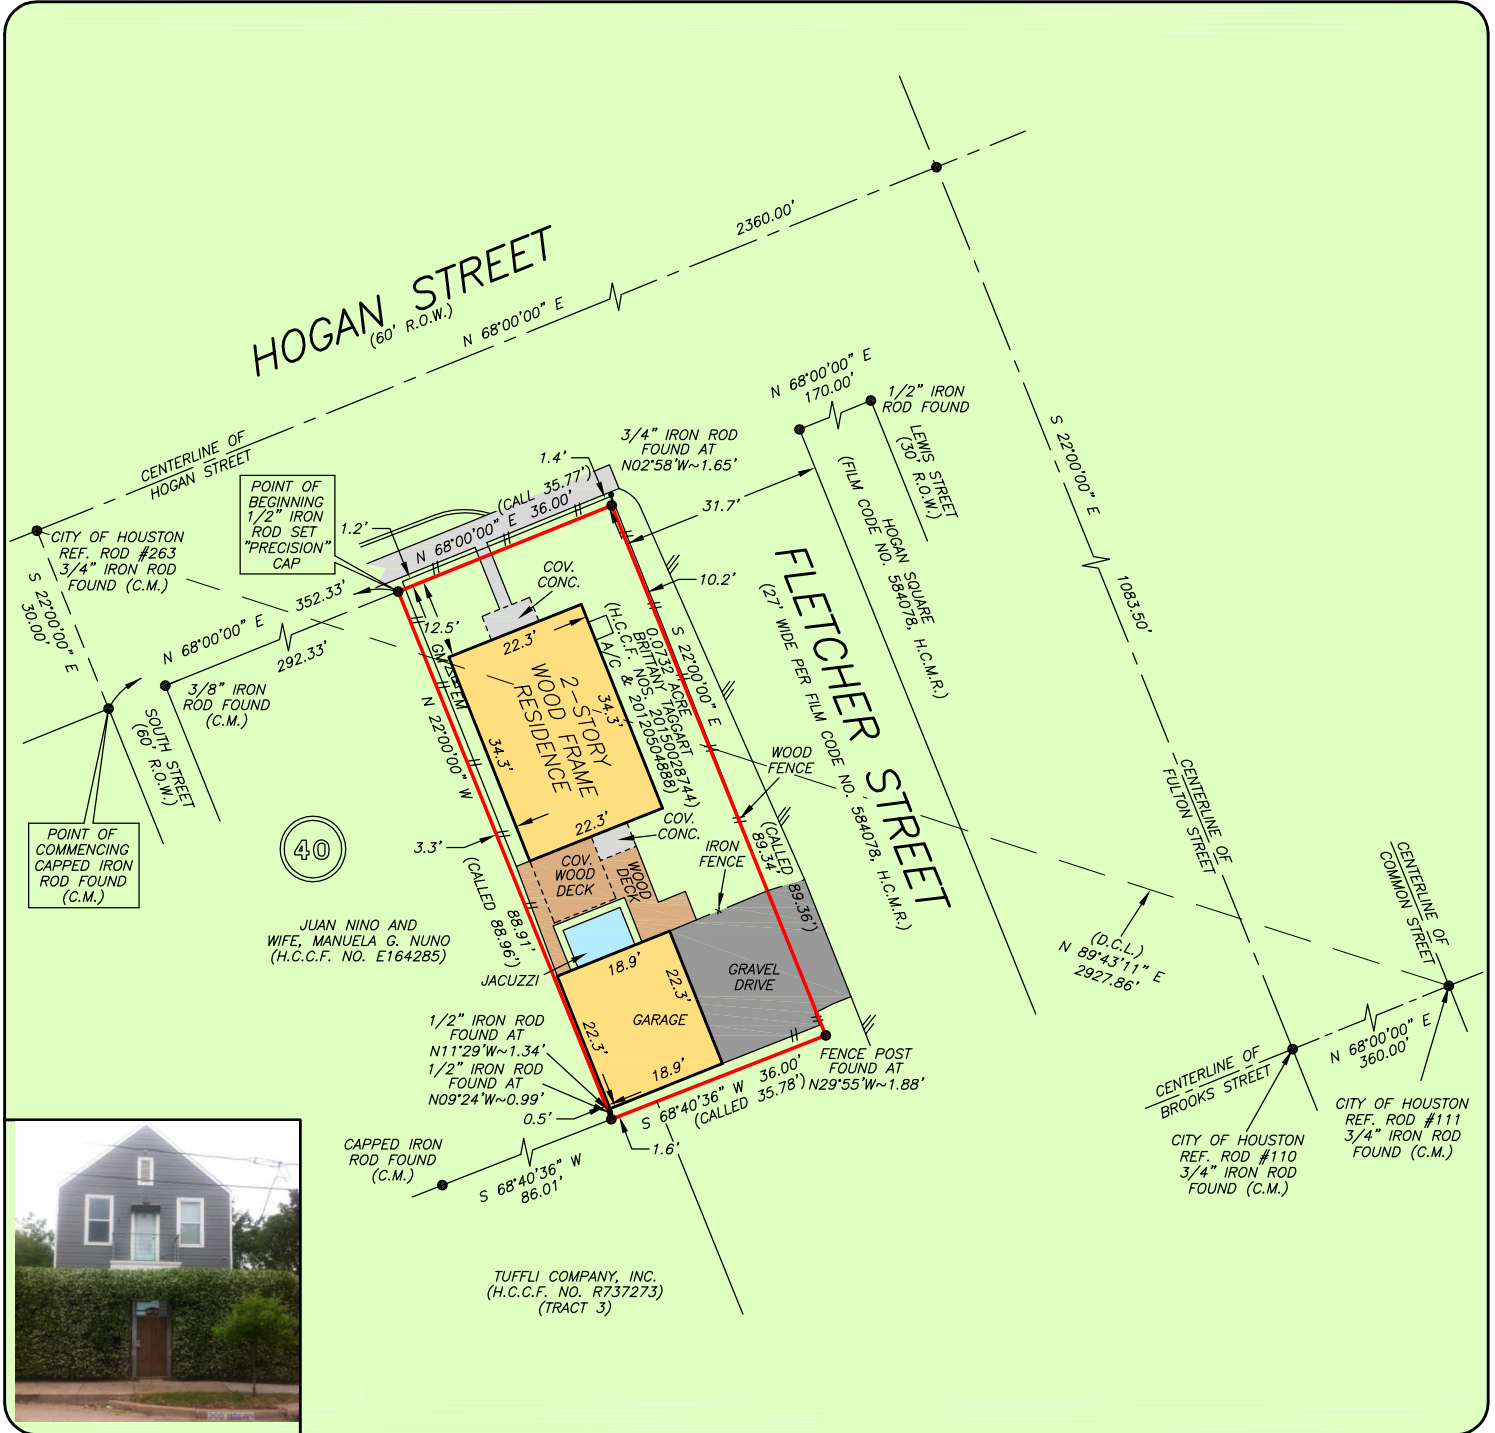 HOGAN STREET
(60' R.O.W.)
N 68°00'00" E
2360.00'
CENTERLINE OF
HOGAN STREET
POINT OF
BEGINNING
1/2" IRON
ROD SET
"PRECISION"
CAP
CITY OF HOUSTON
REF. ROD #263
3/4" IRON ROD
FOUND (C.M.)
S 22°00'00" E
30.00'
N 68°00'00" E
352.33'
292.33'
3/8" IRON
ROD FOUND
(C.M.)
SOUTH STREET
(60' R.O.W.)
POINT OF
COMMENCING
CAPPED IRON
ROD FOUND
(C.M.)
40
JUAN NINO AND
WIFE, MANUELA G. NUNO
(H.C.C.F. NO. E164285)
1.2'
1.4'
(CALL 35.77')
N 68°00'00" E 36.00'
3/4" IRON ROD
FOUND AT
N02°58'W~1.65'
31.7'
10.2'
COV.
CONC.
12.5'
GM
EM
22.3'
34.3'
2-STORY
WOOD FRAME
RESIDENCE
34.3'
22.3'
A/C
0.0732 ACRE
BRITTANY TAGGART
(H.C.C.F. NOS. 20150028744)
& 20120504888)
S 22°00'00" E
N 22°00'00" W
3.3'
(CALLED 88.96')
88.91'
COV.
CONC.
COV.
WOOD
DECK
WOOD
DECK
IRON
FENCE
WOOD
FENCE
(CALLED 89.36')
89.34'
JACUZZI
18.9'
22.3'
GARAGE
22.3'
18.9'
GRAVEL
DRIVE
1/2" IRON ROD
FOUND AT
N11°29'W~1.34'
1/2" IRON ROD
FOUND AT
N09°24'W~0.99'
0.5'
1.6'
S 68°40'36" W 36.00'
(CALLED 35.78')
FENCE POST
FOUND AT
N29°55'W~1.88'
CAPPED IRON
ROD FOUND
(C.M.)
S 68°40'36" W
86.01'
TUFFLI COMPANY, INC.
(H.C.C.F. NO. R737273)
(TRACT 3)
N 68°00'00" E
170.00'
1/2" IRON
ROD FOUND
LEWIS STREET
(30' R.O.W.)
HOGAN SQUARE
(FILM CODE NO. 584078, H.C.M.R.)
FLETCHER STREET
(27' WIDE PER FILM CODE NO. 584078, H.C.M.R.)
S 22°00'00" E
1083.50'
CENTERLINE OF
FULTON STREET
(D.C.L.)
N 89°43'11" E
2927.86'
CENTERLINE OF
COMMON STREET
N 68°00'00" E
360.00'
CENTERLINE OF
BROOKS STREET
CITY OF HOUSTON
REF. ROD #110
3/4" IRON ROD
FOUND (C.M.)
CITY OF HOUSTON
REF. ROD #111
3/4" IRON ROD
FOUND (C.M.)